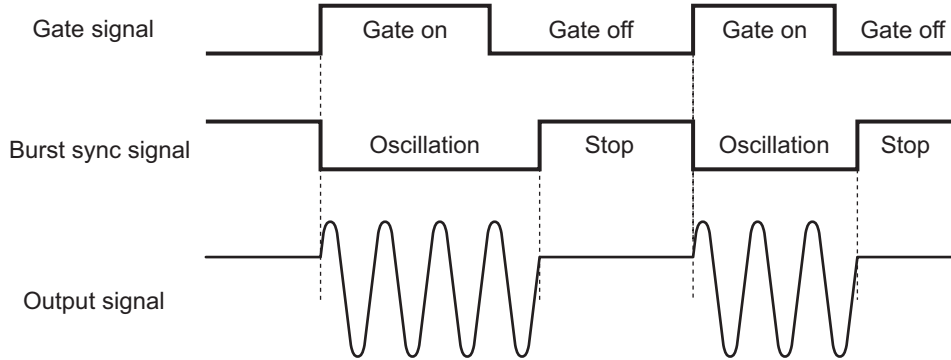 Gate signal
Gate on
Gate off
Gate on
Gate off
Burst sync signal
Oscillation
Stop
Oscillation
Stop
Output signal